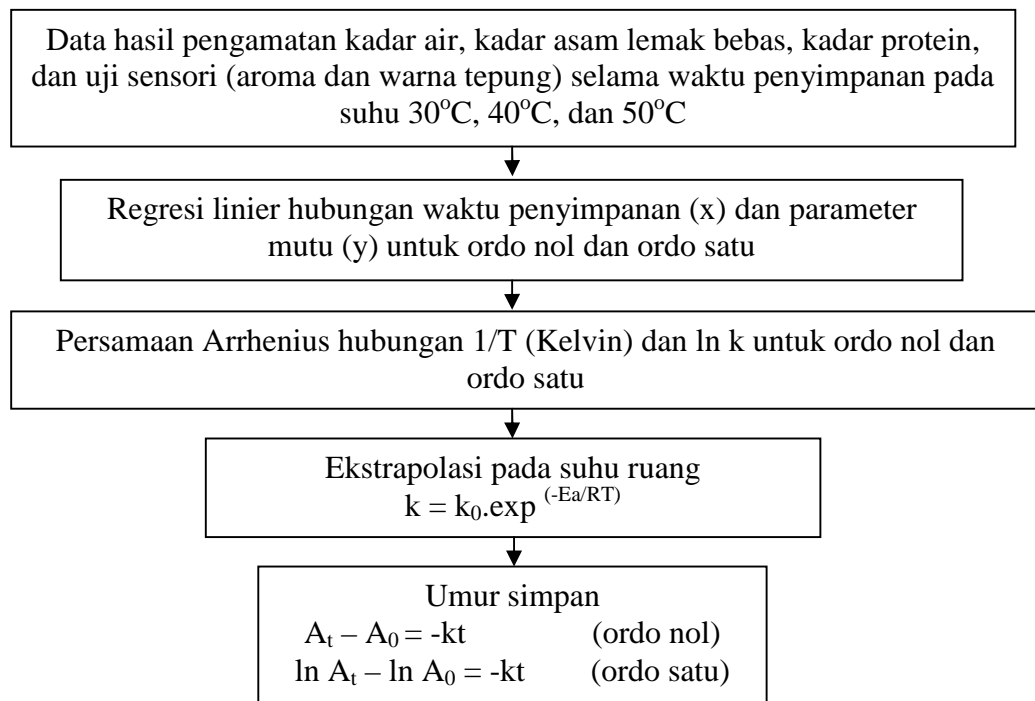 Data hasil pengamatan kadar air, kadar asam lemak bebas, kadar protein,
dan uji sensori (aroma dan warna tepung) selama waktu penyimpanan pada
suhu 30°C, 40°C, dan 50°C
Regresi linier hubungan waktu penyimpanan (x) dan parameter
mutu (y) untuk ordo nol dan ordo satu
Persamaan Arrhenius hubungan 1/T (Kelvin) dan ln k untuk ordo nol dan
ordo satu
Ekstrapolasi pada suhu ruang
k = k₀.exp ⁽⁻ᴱᵃ/ᴿᵀ⁾
Umur simpan
Aₜ – A₀ = -kt (ordo nol)
ln Aₜ – ln A₀ = -kt (ordo satu)